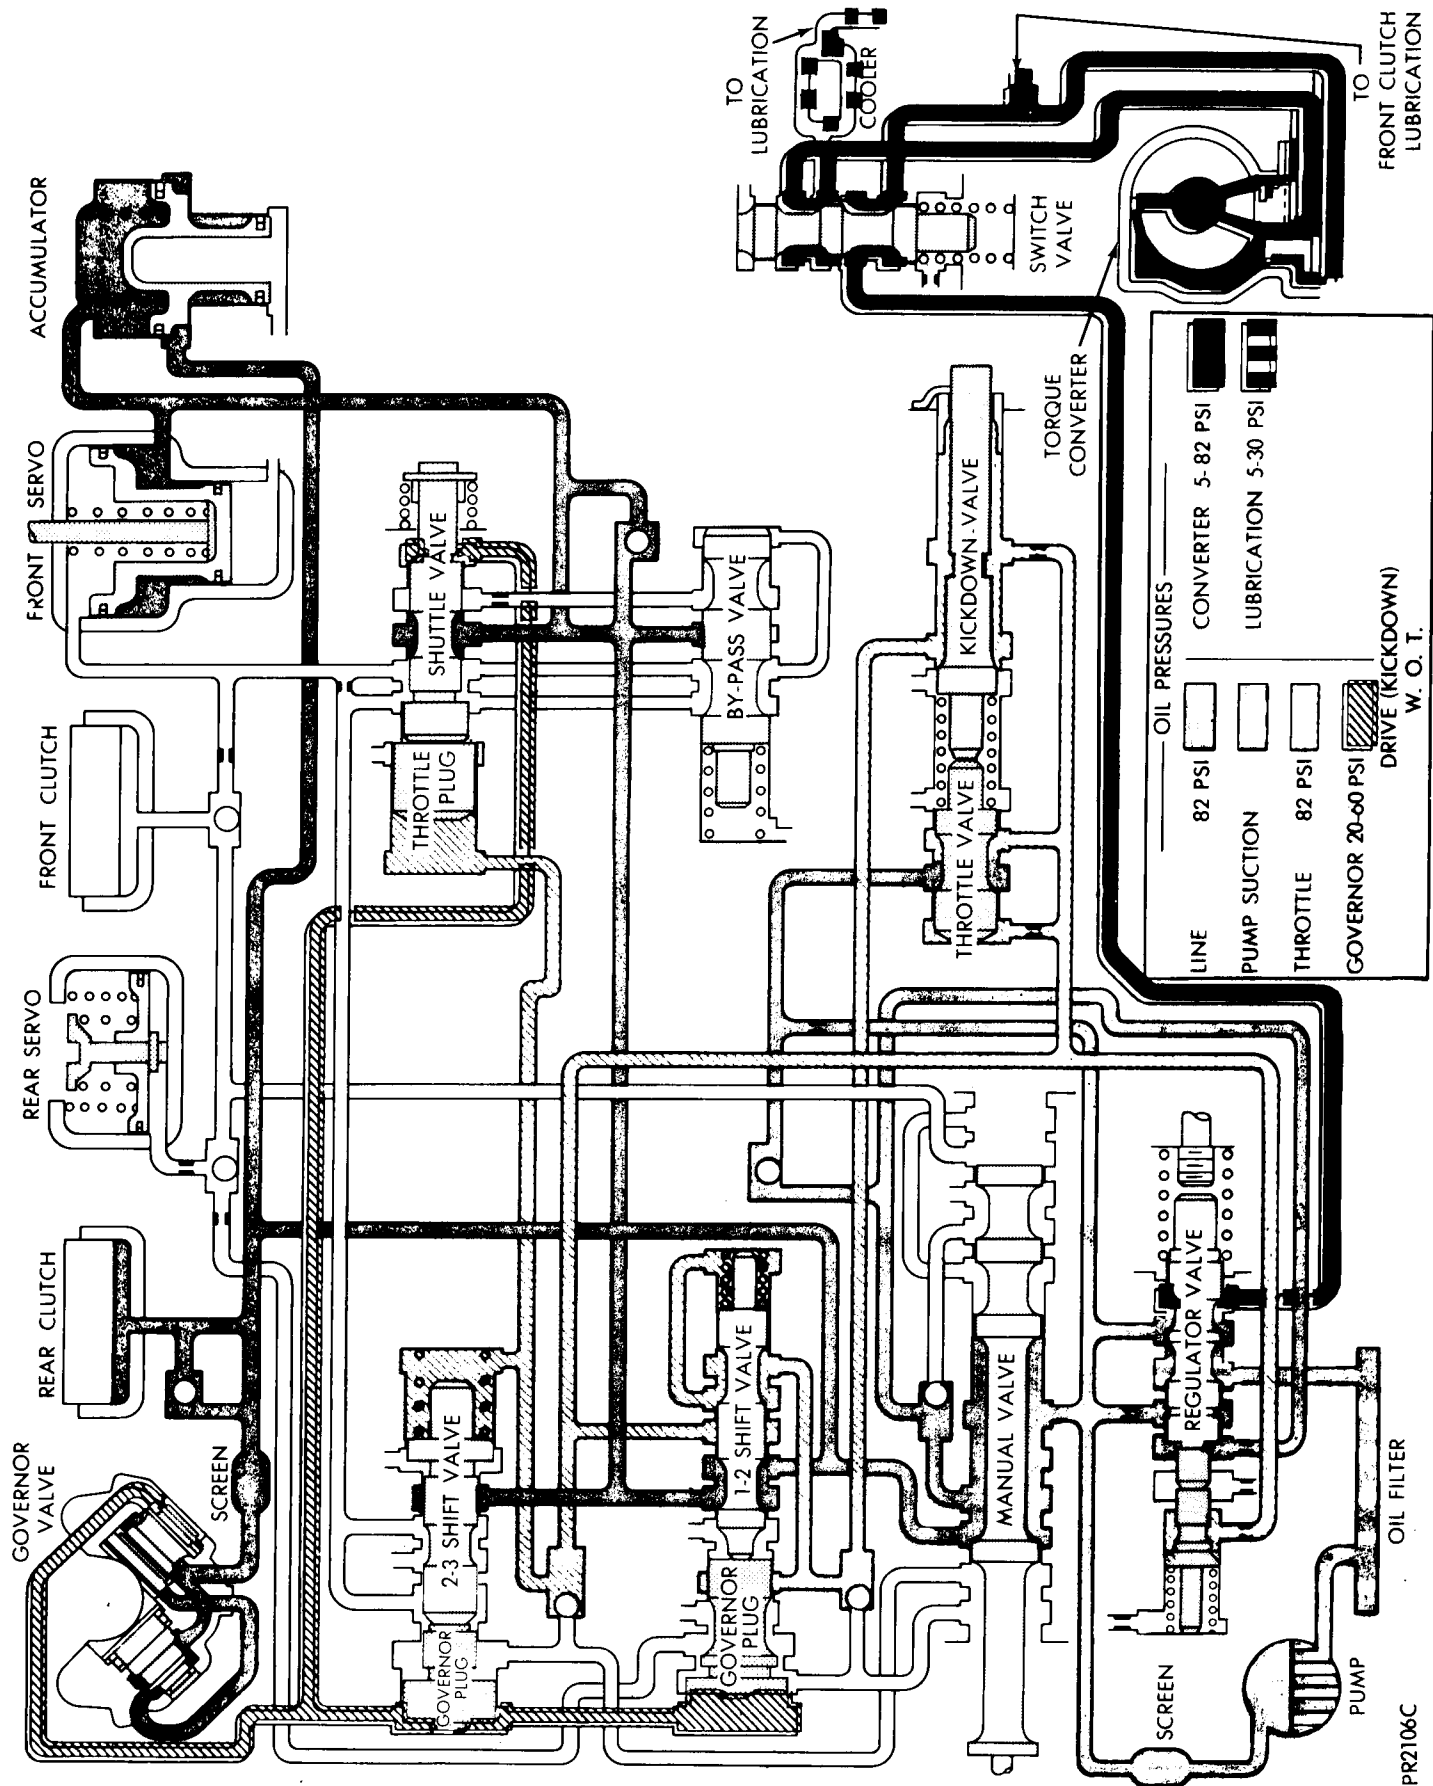 GOVERNOR
VALVE
SCREEN
REAR CLUTCH
REAR SERVO
FRONT CLUTCH
FRONT SERVO
ACCUMULATOR
TO
LUBRICATION
COOLER
TO
FRONT CLUTCH
LUBRICATION
SWITCH
VALVE
TORQUE
CONVERTER
GOVERNOR
PLUG
2-3 SHIFT VALVE
THROTTLE
PLUG
SHUTTLE VALVE
GOVERNOR
PLUG
1-2 SHIFT VALVE
BY-PASS VALVE
MANUAL VALVE
THROTTLE VALVE
KICKDOWN-VALVE
REGULATOR VALVE
SCREEN
PUMP
OIL FILTER
OIL PRESSURES
LINE 82 PSI
PUMP SUCTION
THROTTLE 82 PSI
GOVERNOR 20-60 PSI
CONVERTER 5-82 PSI
LUBRICATION 5-30 PSI
DRIVE (KICKDOWN)
W. O. T.
PR2106C